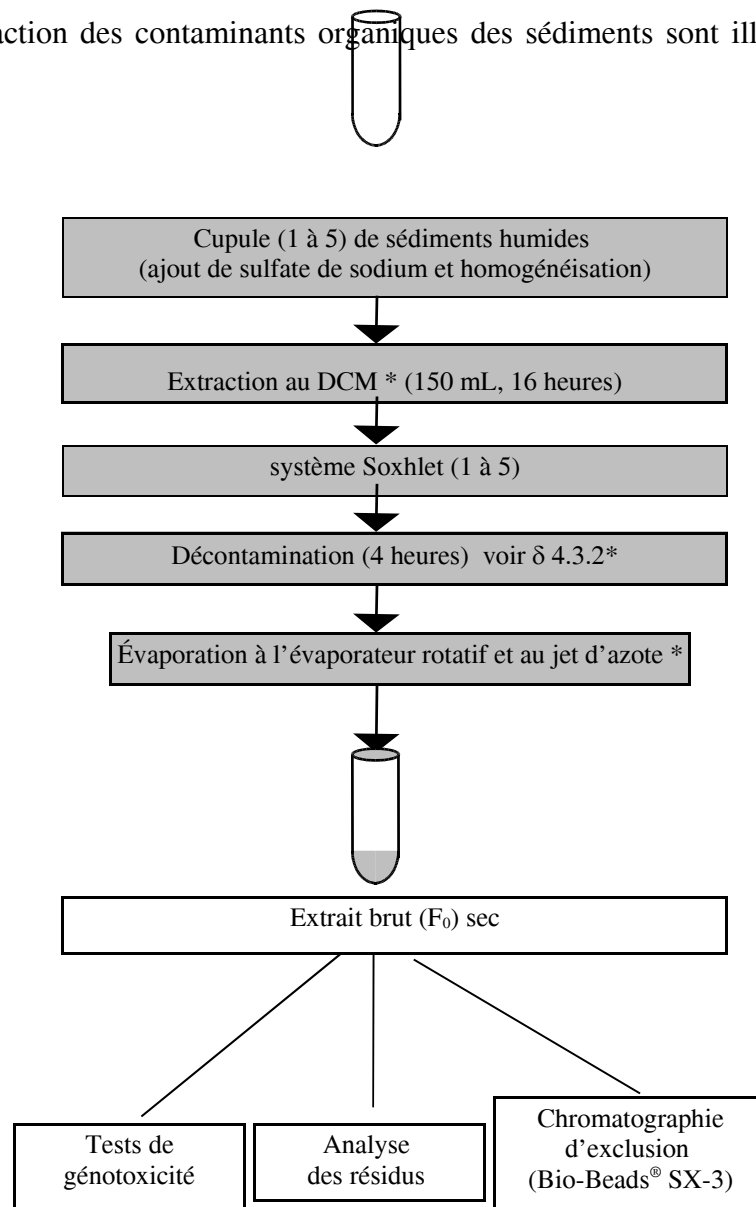 action des contaminants organiques des sédiments sont ill
Cupule (1 à 5) de sédiments humides
(ajout de sulfate de sodium et homogénéisation)
Extraction au DCM * (150 mL, 16 heures)
système Soxhlet (1 à 5)
Décontamination (4 heures) voir δ 4.3.2*
Évaporation à l'évaporateur rotatif et au jet d'azote *
Extrait brut (F₀) sec
Tests de
génotoxicité
Analyse
des résidus
Chromatographie
d'exclusion
(Bio-Beads® SX-3)